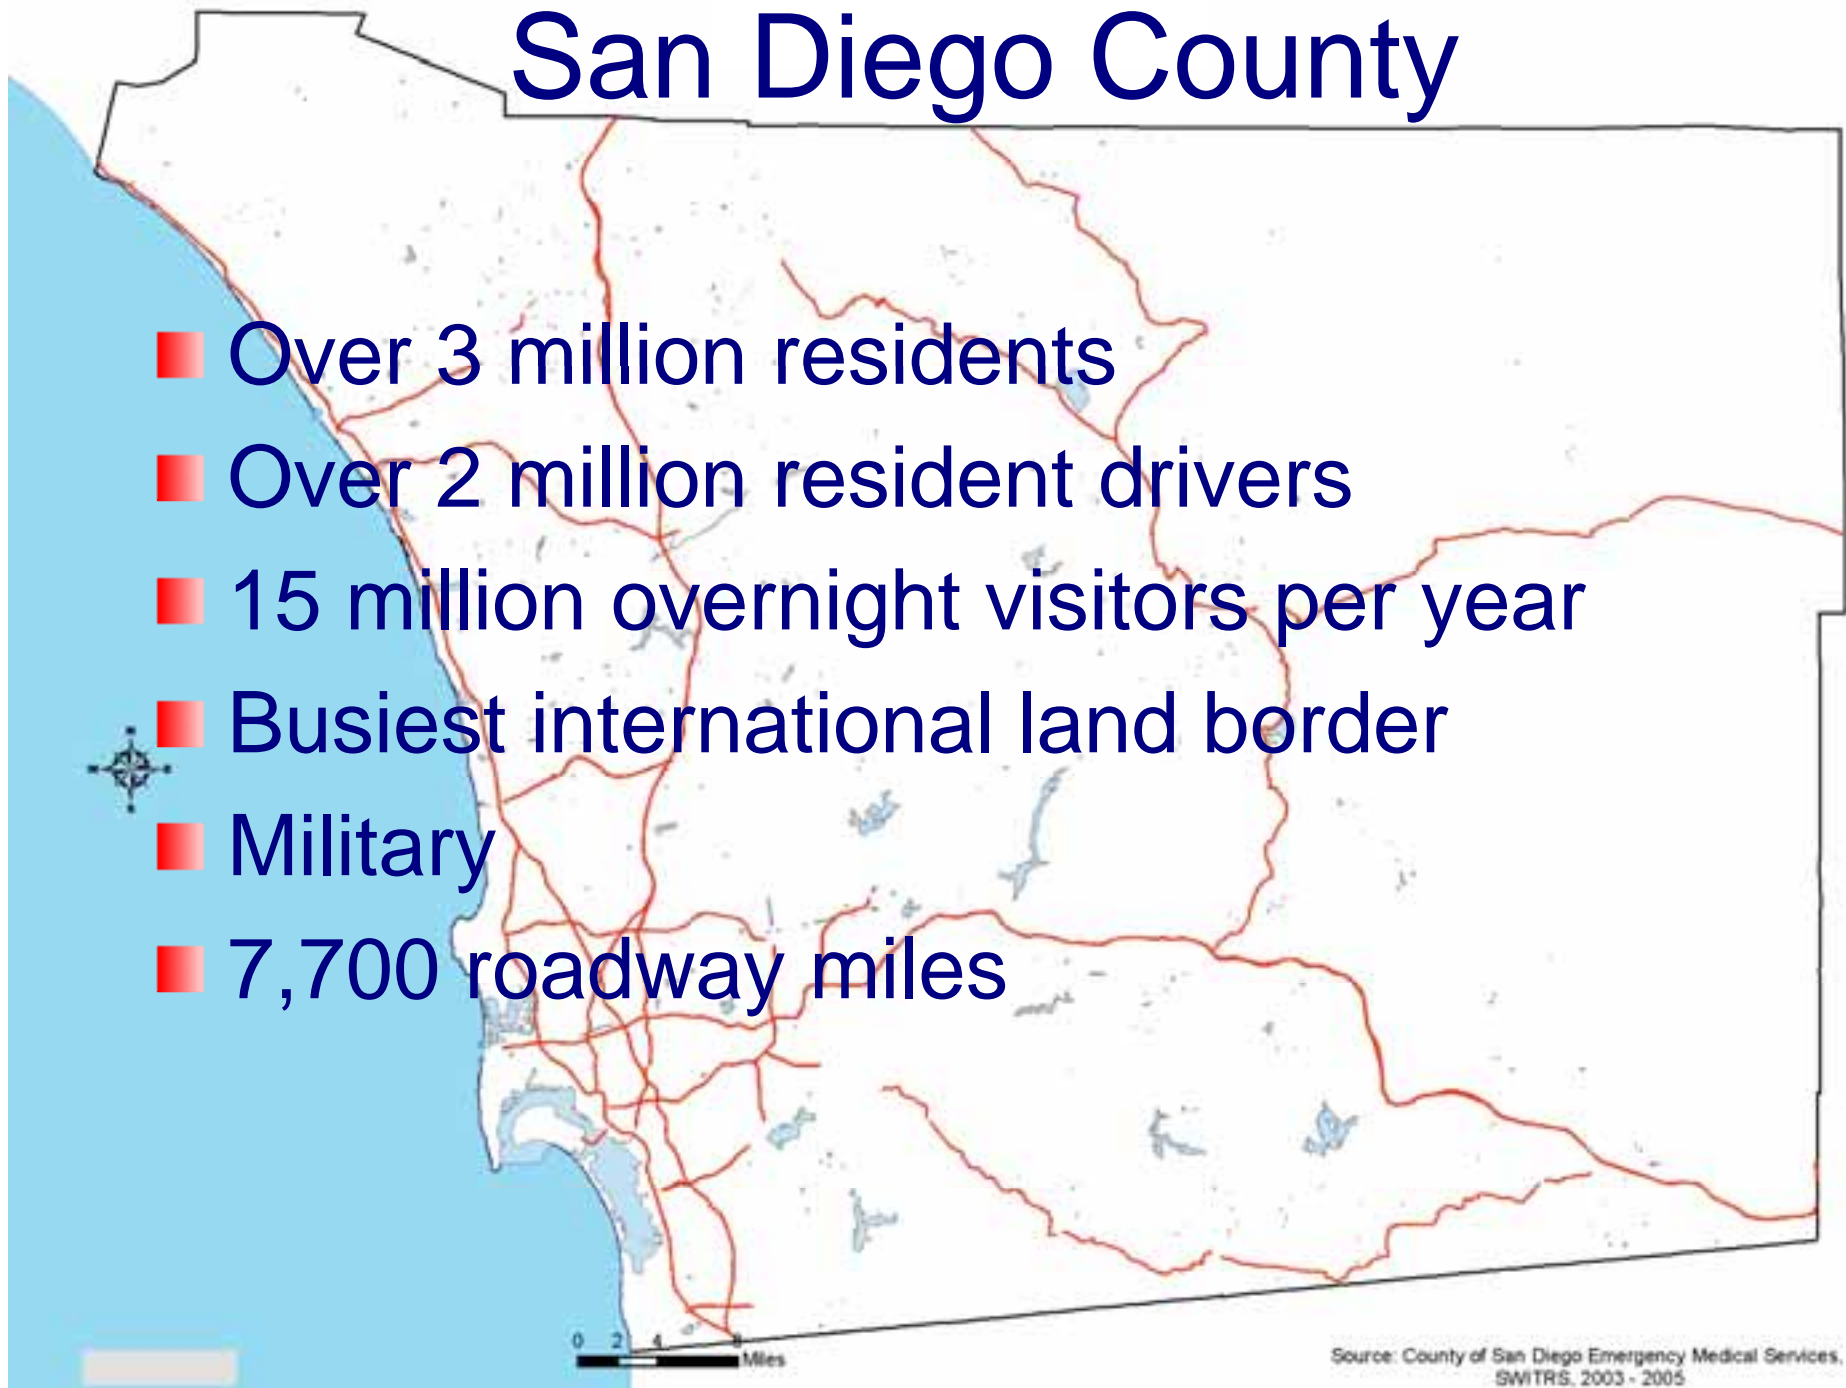 San Diego County
Over 3 million residents
Over 2 million resident drivers
15 million overnight visitors per year
Busiest international land border
Military
7,700 roadway miles
0 2 4 8
Miles
Source: County of San Diego Emergency Medical Services,
SWITRS, 2003 - 2005